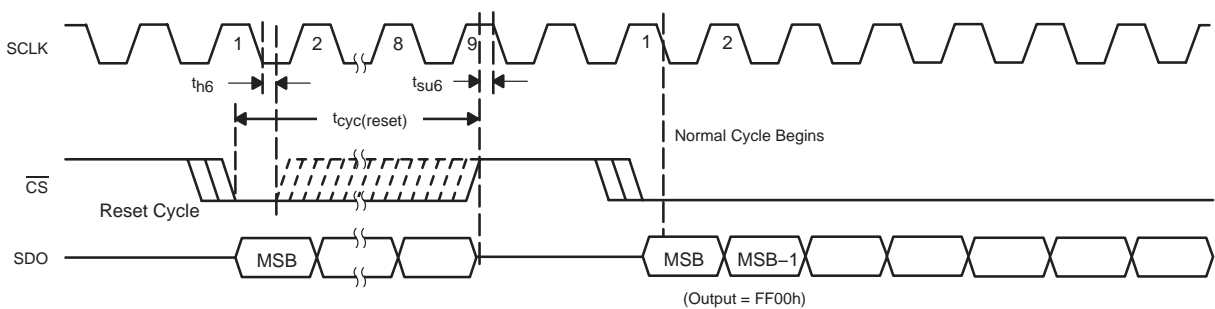 SCLK
1 2 8 9 1 2
th6
tsu6
tcyc(reset)
Normal Cycle Begins
CS
Reset Cycle
SDO
MSB MSB MSB−1
(Output = FF00h)